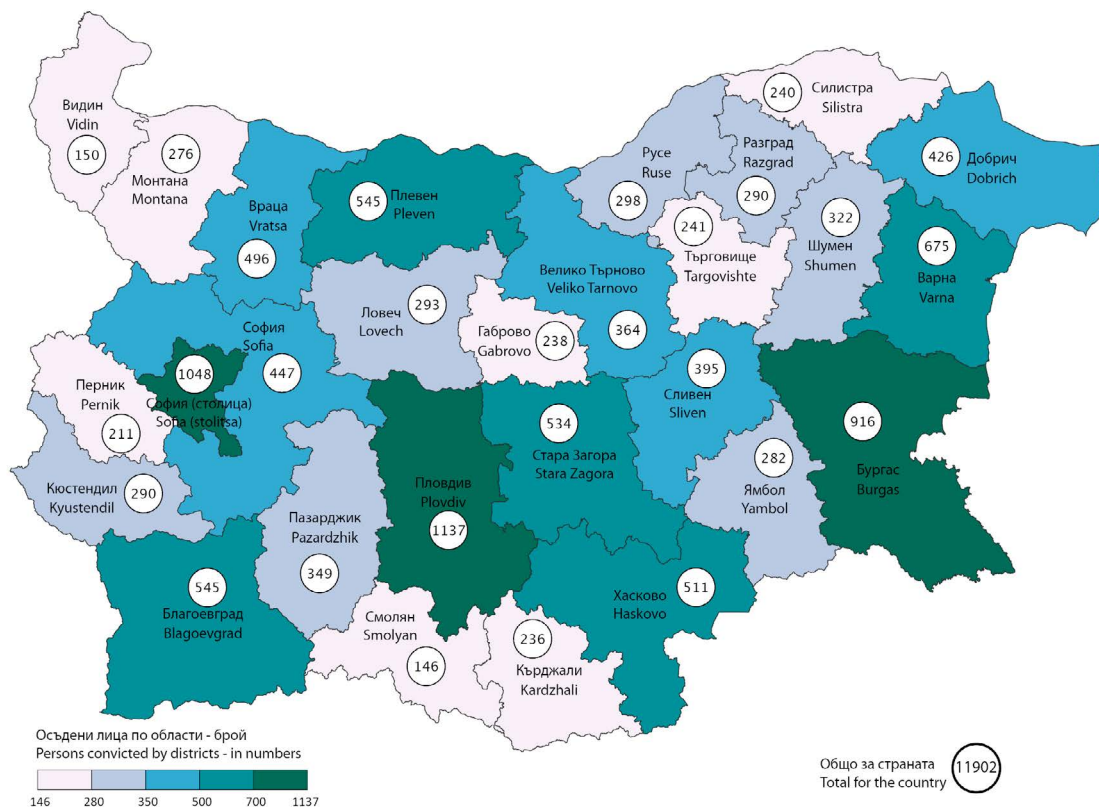 Видин
Vidin
150
276
Монтана
Montana
Враца
Vratsa
496
545
Плевен
Pleven
Русе
Ruse
298
240
Силистра
Silistra
Разград
Razgrad
290
426
Добрич
Dobrich
241
Търговище
Targovishte
322
Шумен
Shumen
675
Варна
Varna
Велико Търново
Veliko Tarnovo
364
293
Ловеч
Lovech
Габрово
Gabrovo
238
София
Sofia
447
1048
София (столица)
Sofia (stolitsa)
Перник
Pernik
211
Кюстендил
Kyustendil
290
395
Сливен
Sliven
534
Стара Загора
Stara Zagora
916
Бургас
Burgas
282
Ямбол
Yambol
Пловдив
Plovdiv
1137
Пазарджик
Pazardzhik
349
545
Благоевград
Blagoevgrad
511
Хасково
Haskovo
Смолян
Smolyan
146
236
Кърджали
Kardzhali
Осъдени лица по области - брой
Persons convicted by districts - in numbers
146 280 350 500 700 1137
Общо за страната
Total for the country
11902